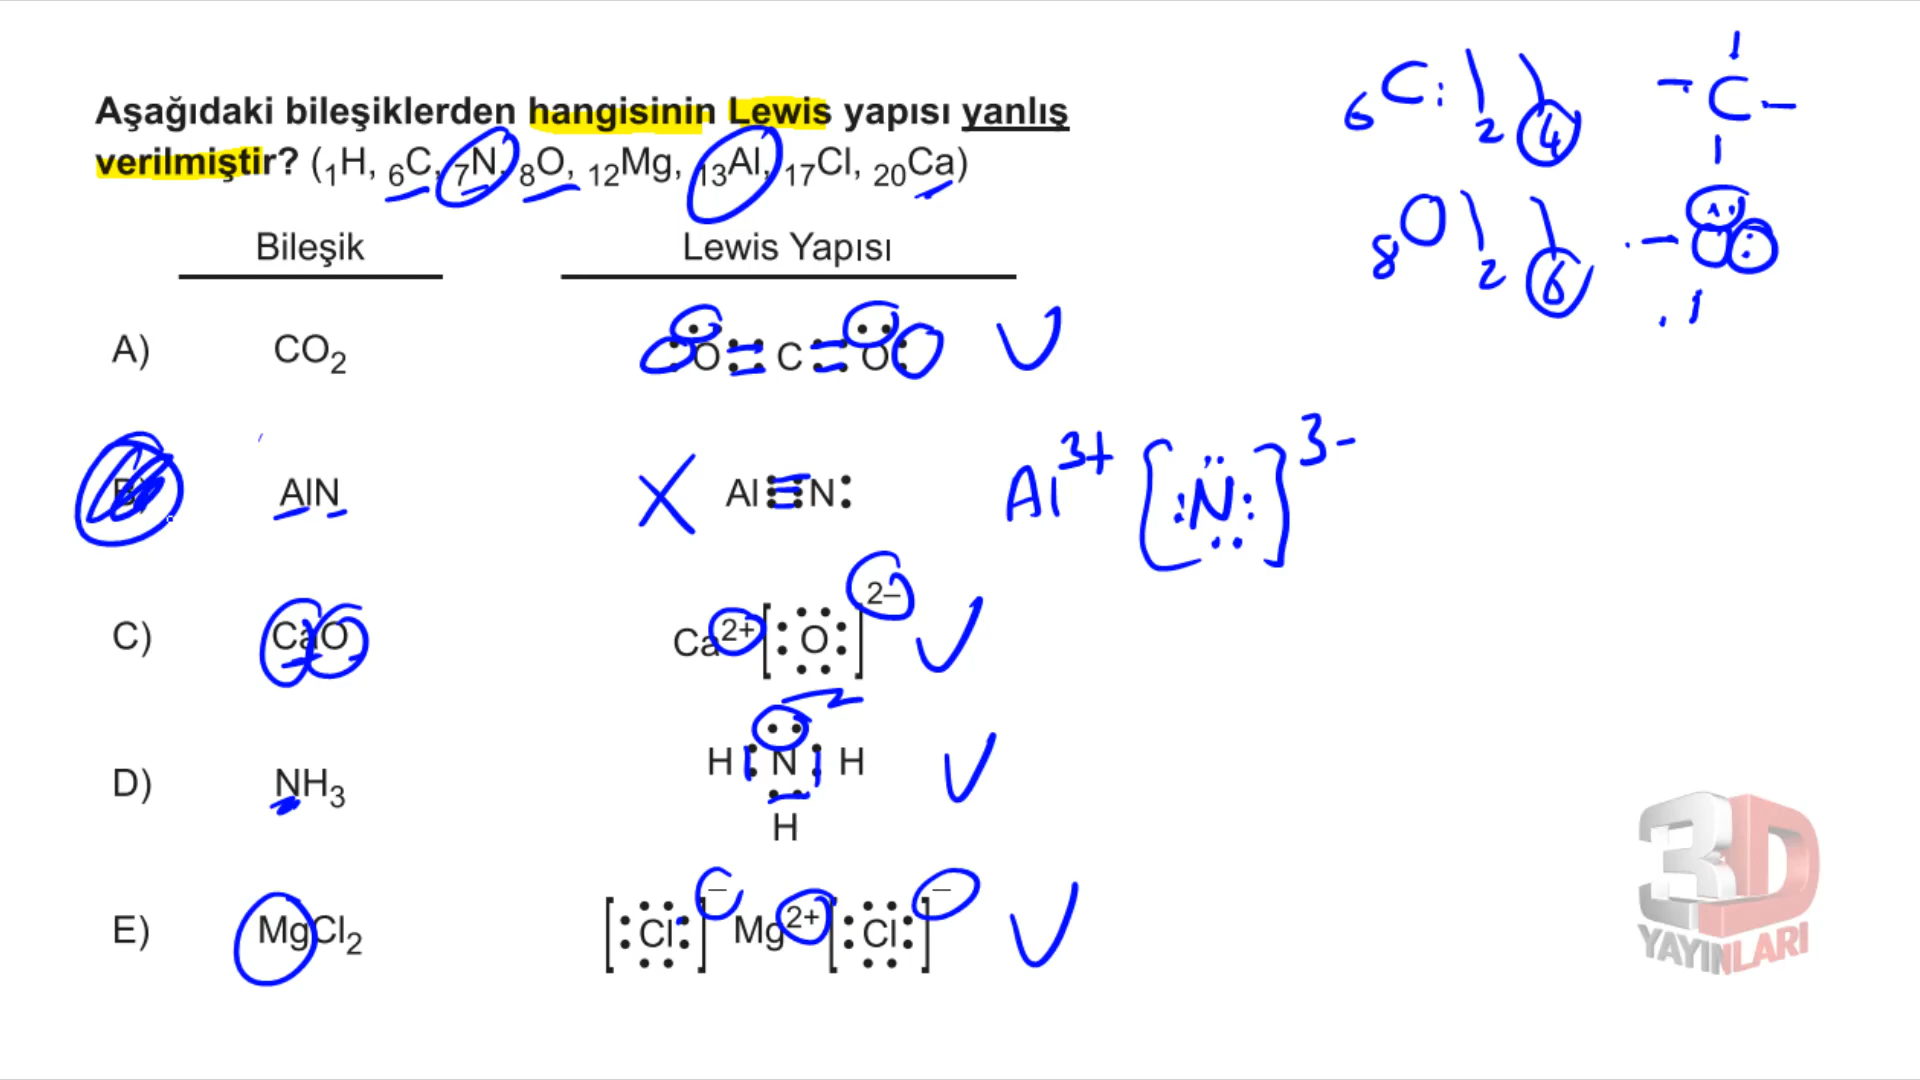 Aşağıdaki bileşiklerden hangisinin Lewis yapısı yanlış
verilmiştir? (₁H, ₆C, ₇N, ₈O, ₁₂Mg, ₁₃Al, ₁₇Cl, ₂₀Ca)
₆C: 2 4
C
₈O 2 6
O
Bileşik Lewis Yapısı
A) CO₂ O :: C :: O
B) AlN Al ⫶⫶ N : Al³⁺ [:N:]³⁻
C) CaO Ca²⁺ [:O:]²⁻
D) NH₃ H : N : H
H
E) MgCl₂ [:Cl:]⁻ Mg²⁺ [:Cl:]⁻
3D
YAYINLARI